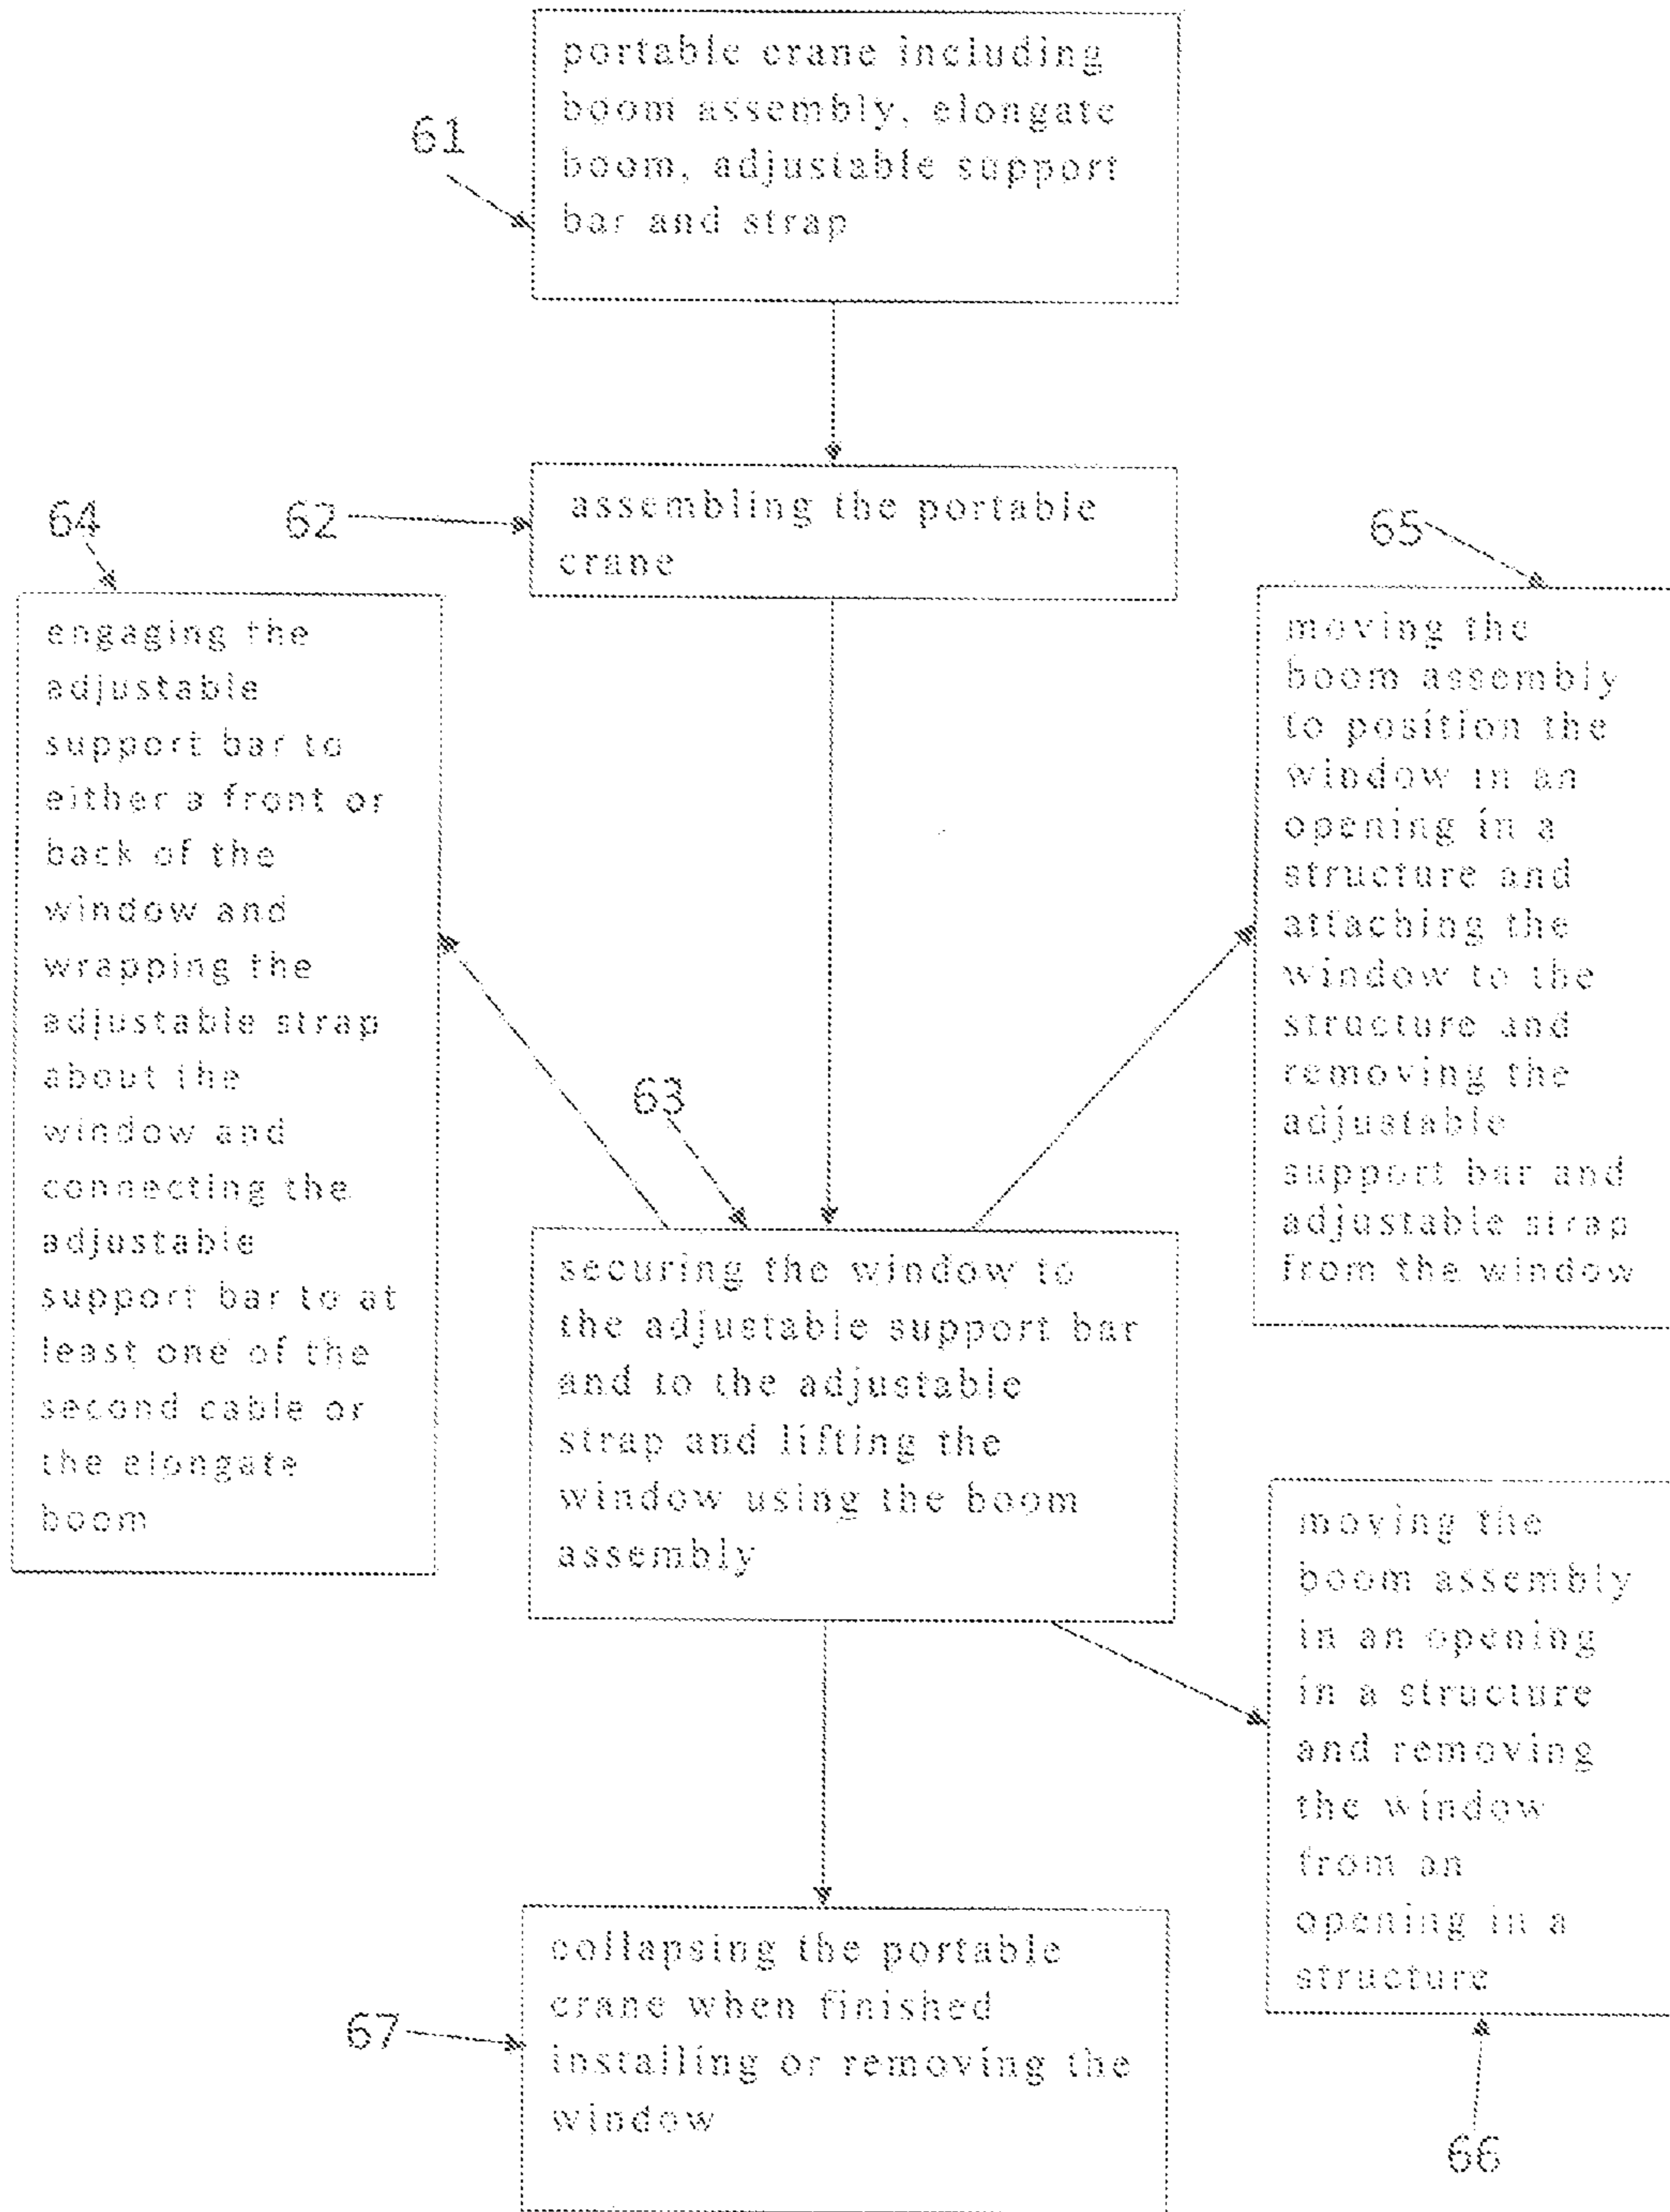 61
portable crane including
boom assembly, elongate
boom, adjustable support
bar and strap
62
assembling the portable
crane
64
engaging the
adjustable
support bar to
either a front or
back of the
window and
wrapping the
adjustable strap
about the
window and
connecting the
adjustable
support bar to at
least one of the
second cable or
the elongate
boom
63
securing the window to
the adjustable support bar
and to the adjustable
strap and lifting the
window using the boom
assembly
65
moving the
boom assembly
to position the
window in an
opening in a
structure and
attaching the
window to the
structure and
removing the
adjustable
support bar and
adjustable strap
from the window
moving the
boom assembly
in an opening
in a structure
and removing
the window
from an
opening in a
structure
66
67
collapsing the portable
crane when finished
installing or removing the
window